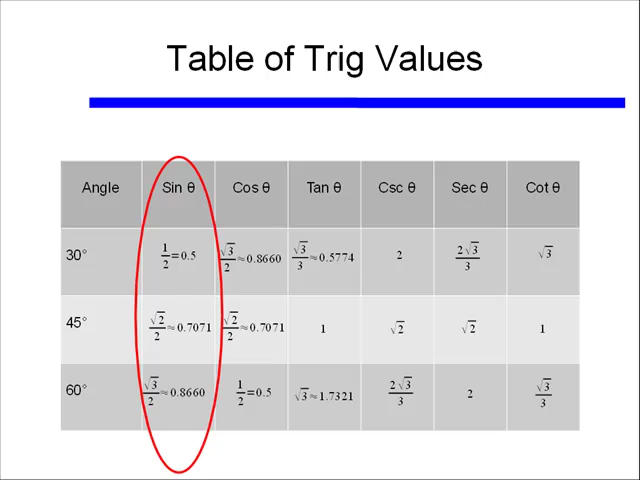 Table of Trig Values
Angle Sin θ Cos θ Tan θ Csc θ Sec θ Cot θ
30° 1/2=0.5 √3/2≈0.8660 √3/3≈0.5774 2 2√3/3 √3
45° √2/2≈0.7071 √2/2≈0.7071 1 √2 √2 1
60° √3/2≈0.8660 1/2=0.5 √3≈1.7321 2√3/3 2 √3/3